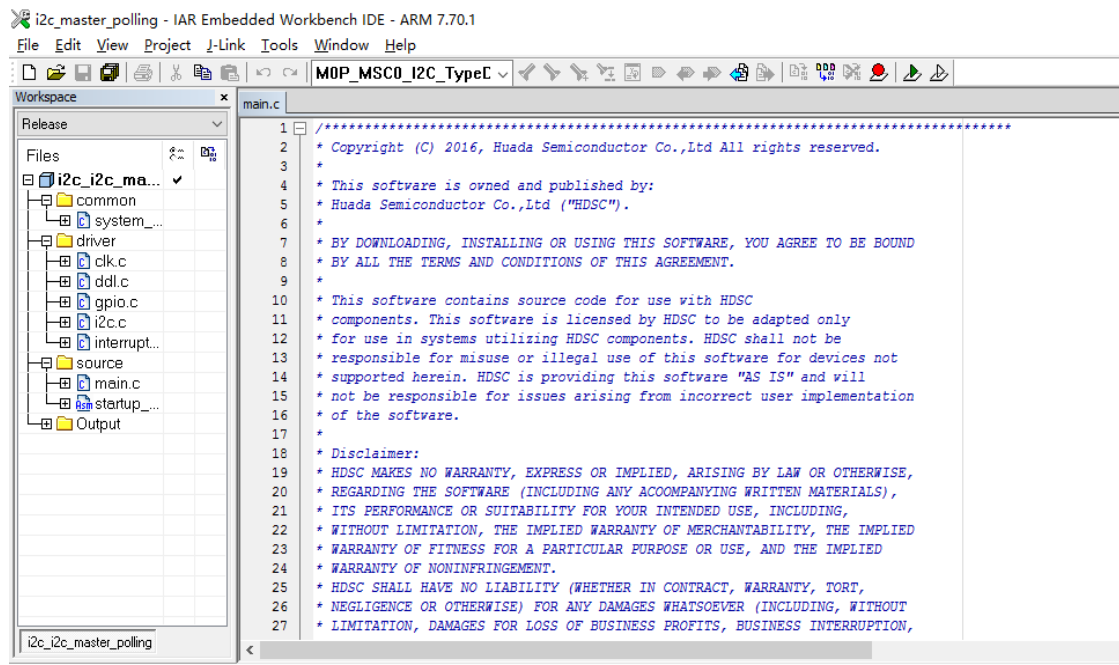 i2c_master_polling - IAR Embedded Workbench IDE - ARM 7.70.1
File Edit View Project J-Link Tools Window Help
M0P_MSC0_I2C_TypeD
Workspace
Release
Files
i2c_i2c_ma...
common
system_...
driver
clk.c
ddl.c
gpio.c
i2c.c
interrupt...
source
main.c
startup_...
Output
i2c_i2c_master_polling
main.c
1 /****************************************************************************************
2 * Copyright (C) 2016, Huada Semiconductor Co.,Ltd All rights reserved.
3 *
4 * This software is owned and published by:
5 * Huada Semiconductor Co.,Ltd ("HDSC").
6 *
7 * BY DOWNLOADING, INSTALLING OR USING THIS SOFTWARE, YOU AGREE TO BE BOUND
8 * BY ALL THE TERMS AND CONDITIONS OF THIS AGREEMENT.
9 *
10 * This software contains source code for use with HDSC
11 * components. This software is licensed by HDSC to be adapted only
12 * for use in systems utilizing HDSC components. HDSC shall not be
13 * responsible for misuse or illegal use of this software for devices not
14 * supported herein. HDSC is providing this software "AS IS" and will
15 * not be responsible for issues arising from incorrect user implementation
16 * of the software.
17 *
18 * Disclaimer:
19 * HDSC MAKES NO WARRANTY, EXPRESS OR IMPLIED, ARISING BY LAW OR OTHERWISE,
20 * REGARDING THE SOFTWARE (INCLUDING ANY ACOOMPANYING WRITTEN MATERIALS),
21 * ITS PERFORMANCE OR SUITABILITY FOR YOUR INTENDED USE, INCLUDING,
22 * WITHOUT LIMITATION, THE IMPLIED WARRANTY OF MERCHANTABILITY, THE IMPLIED
23 * WARRANTY OF FITNESS FOR A PARTICULAR PURPOSE OR USE, AND THE IMPLIED
24 * WARRANTY OF NONINFRINGEMENT.
25 * HDSC SHALL HAVE NO LIABILITY (WHETHER IN CONTRACT, WARRANTY, TORT,
26 * NEGLIGENCE OR OTHERWISE) FOR ANY DAMAGES WHATSOEVER (INCLUDING, WITHOUT
27 * LIMITATION, DAMAGES FOR LOSS OF BUSINESS PROFITS, BUSINESS INTERRUPTION,